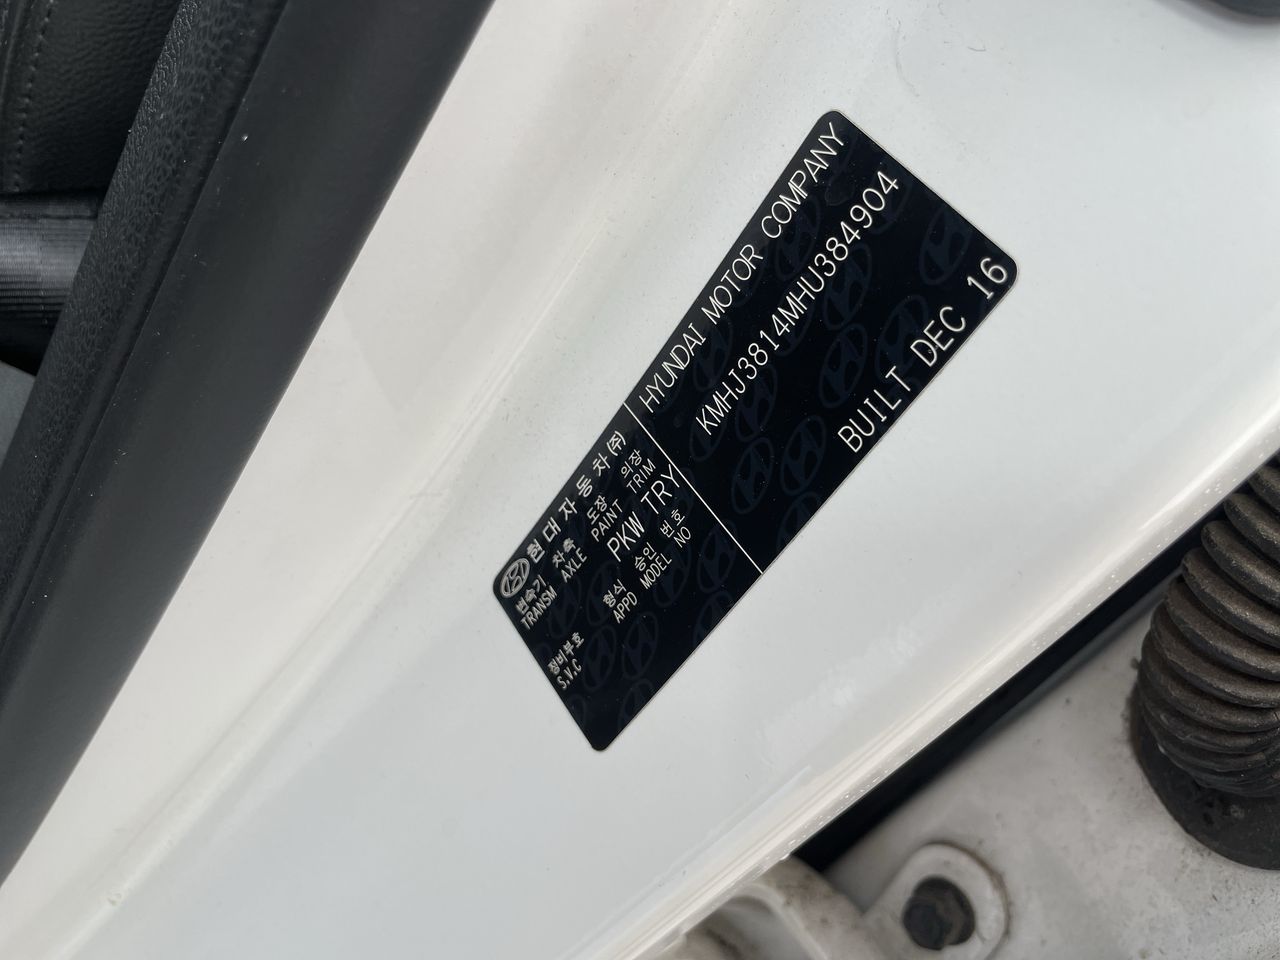 현대자동차(주)
HYUNDAI MOTOR COMPANY
변속기 차축 도장 의장
TRANSM AXLE PAINT TRIM
PKW TRY
KMHJ3814MHU384904
형식 승인 번호
APPD MODEL NO
BUILT DEC 16
정비부호
S.V.C